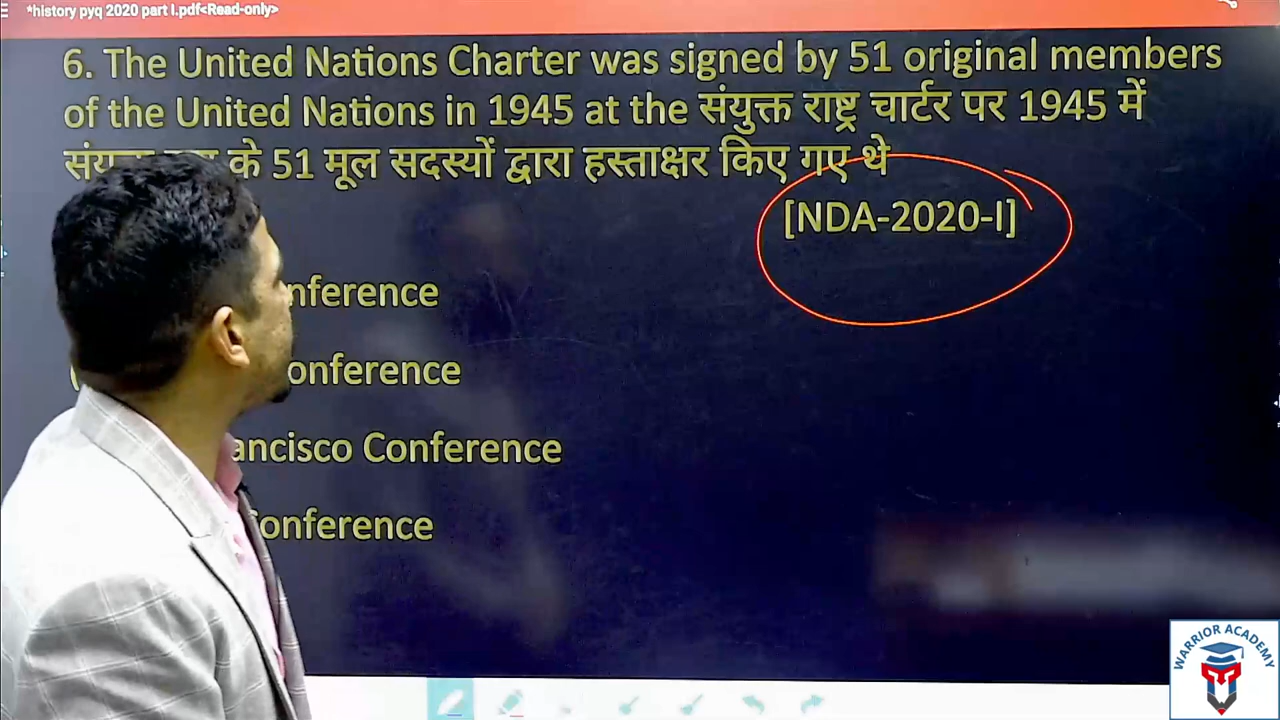 *history pyq 2020 part I.pdf<Read-only>
6. The United Nations Charter was signed by 51 original members
of the United Nations in 1945 at the संयुक्त राष्ट्र चार्टर पर 1945 में
के 51 मूल सदस्यों द्वारा हस्ताक्षर किए गए थे
[NDA-2020-I]
nference
onference
ancisco Conference
Conference
WARRIOR ACADEMY